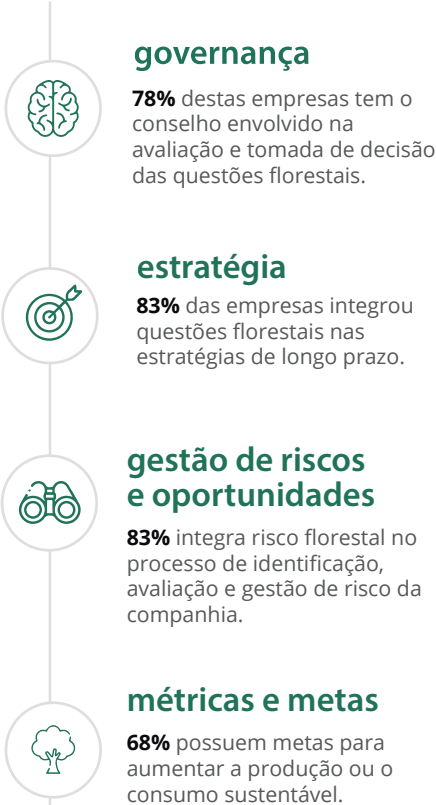 governança
78% destas empresas tem o
conselho envolvido na
avaliação e tomada de decisão
das questões florestais.
estratégia
83% das empresas integrou
questões florestais nas
estratégias de longo prazo.
gestão de riscos
e oportunidades
83% integra risco florestal no
processo de identificação,
avaliação e gestão de risco da
companhia.
métricas e metas
68% possuem metas para
aumentar a produção ou o
consumo sustentável.